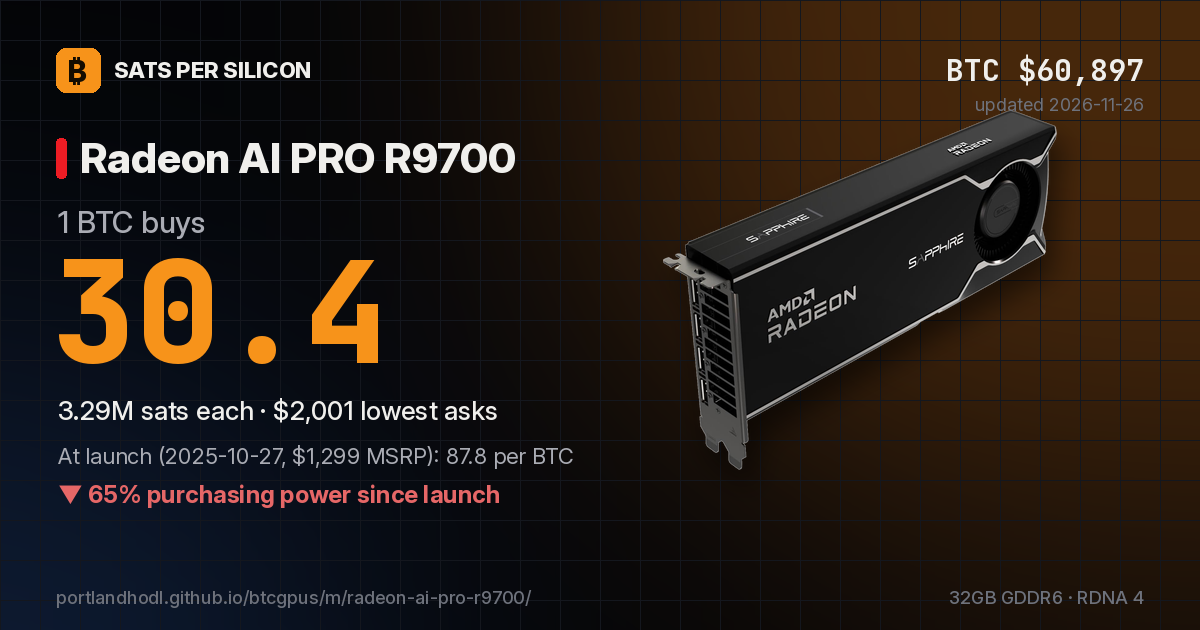 SATS PER SILICON
BTC $60,897
updated 2026-11-26
Radeon AI PRO R9700
1 BTC buys
30.4
3.29M sats each · $2,001 lowest asks
At launch (2025-10-27, $1,299 MSRP): 87.8 per BTC
▼ 65% purchasing power since launch
AMD RADEON
SAPPHIRE
SAPPHIRE
AMD
RADEON
portlandhodl.github.io/btcgpus/m/radeon-ai-pro-r9700/
32GB GDDR6 · RDNA 4